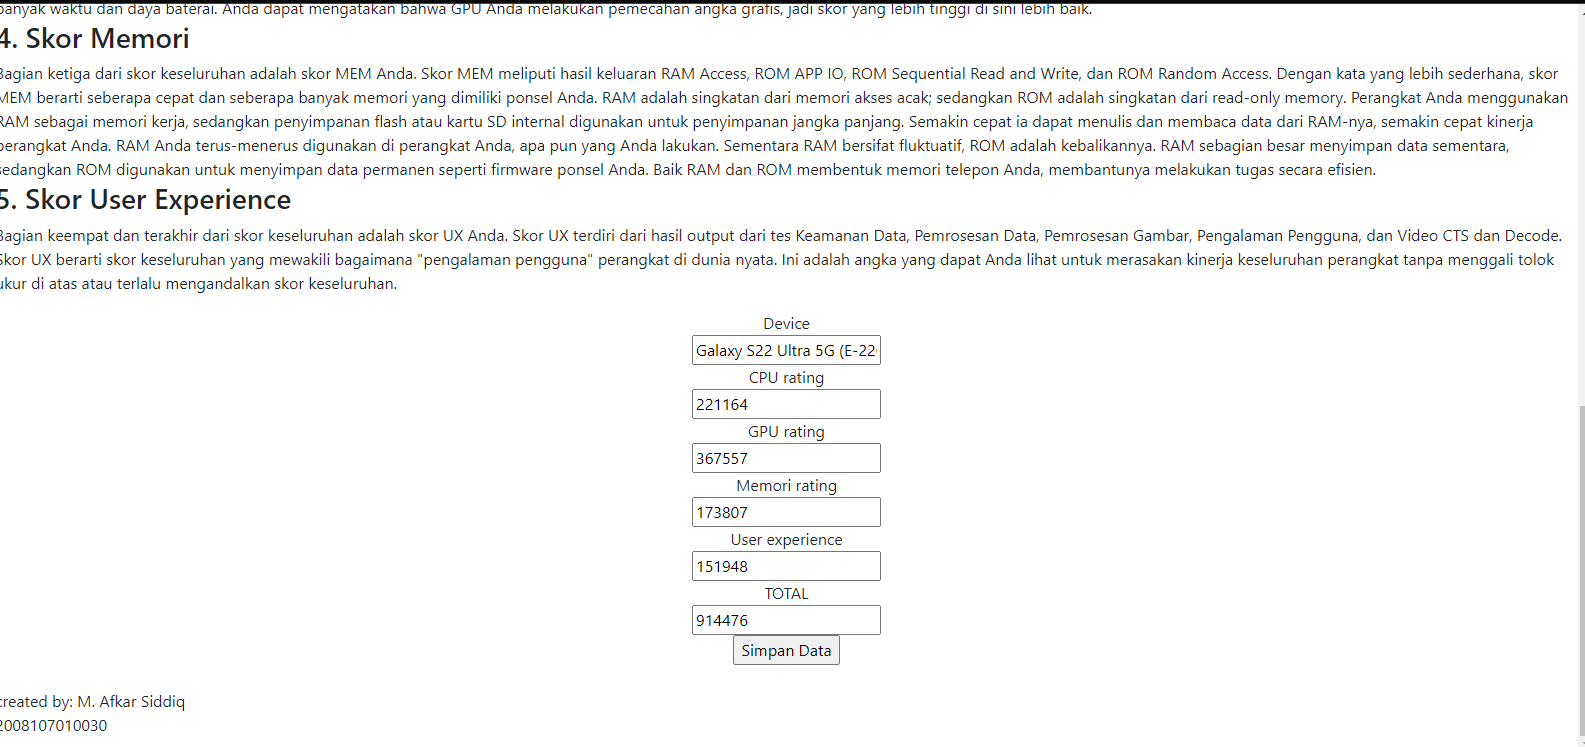 banyak waktu dan daya baterai. Anda dapat mengatakan bahwa GPU Anda melakukan pemecahan angka grafis, jadi skor yang lebih tinggi di sini lebih baik.
4. Skor Memori
Bagian ketiga dari skor keseluruhan adalah skor MEM Anda. Skor MEM meliputi hasil keluaran RAM Access, ROM APP IO, ROM Sequential Read and Write, dan ROM Random Access. Dengan kata yang lebih sederhana, skor
MEM berarti seberapa cepat dan seberapa banyak memori yang dimiliki ponsel Anda. RAM adalah singkatan dari memori akses acak; sedangkan ROM adalah singkatan dari read-only memory. Perangkat Anda menggunakan
RAM sebagai memori kerja, sedangkan penyimpanan flash atau kartu SD internal digunakan untuk penyimpanan jangka panjang. Semakin cepat ia dapat menulis dan membaca data dari RAM-nya, semakin cepat kinerja
perangkat Anda. RAM Anda terus-menerus digunakan di perangkat Anda, apa pun yang Anda lakukan. Sementara RAM bersifat fluktuatif, ROM adalah kebalikannya. RAM sebagian besar menyimpan data sementara,
sedangkan ROM digunakan untuk menyimpan data permanen seperti firmware ponsel Anda. Baik RAM dan ROM membentuk memori telepon Anda, membantunya melakukan tugas secara efisien.
5. Skor User Experience
Bagian keempat dan terakhir dari skor keseluruhan adalah skor UX Anda. Skor UX terdiri dari hasil output dari tes Keamanan Data, Pemrosesan Data, Pemrosesan Gambar, Pengalaman Pengguna, dan Video CTS dan Decode.
Skor UX berarti skor keseluruhan yang mewakili bagaimana "pengalaman pengguna" perangkat di dunia nyata. Ini adalah angka yang dapat Anda lihat untuk merasakan kinerja keseluruhan perangkat tanpa menggali tolok
ukur di atas atau terlalu mengandalkan skor keseluruhan.
Device
Galaxy S22 Ultra 5G (E-22
CPU rating
221164
GPU rating
367557
Memori rating
173807
User experience
151948
TOTAL
914476
Simpan Data
created by: M. Afkar Siddiq
2008107010030